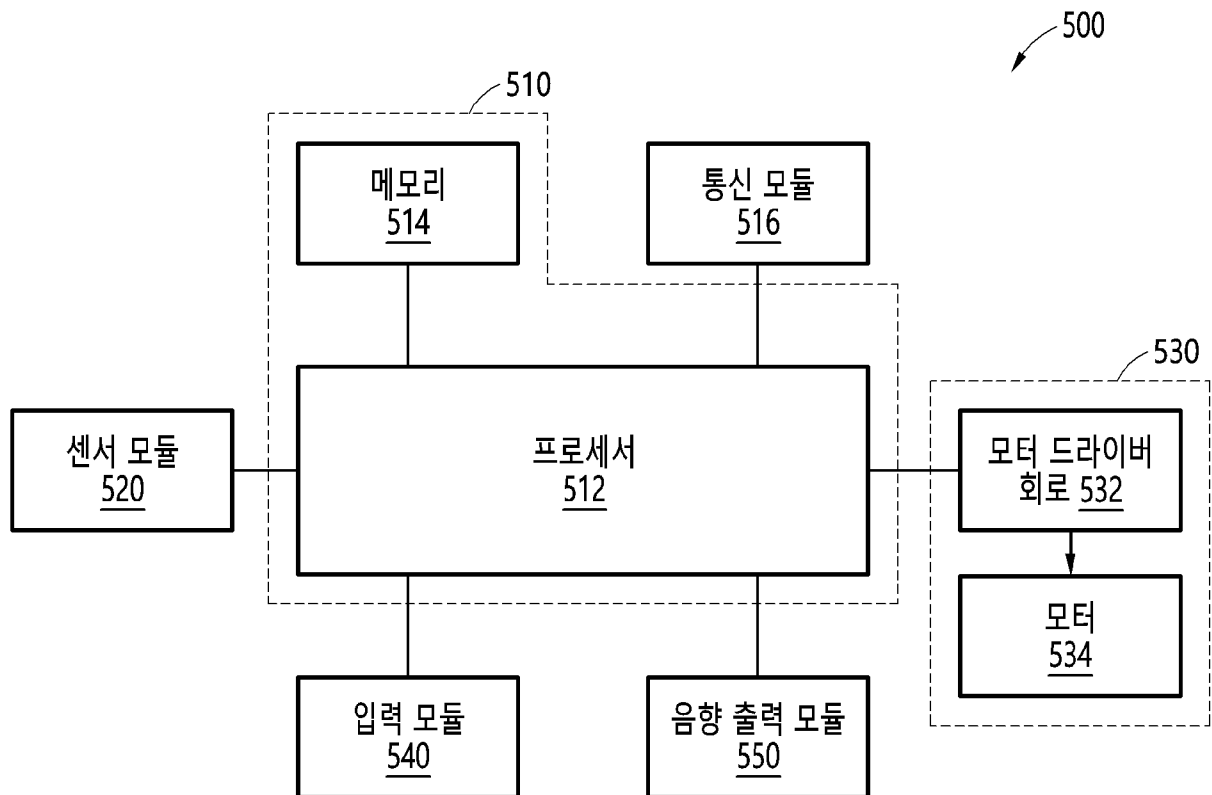 500
510
메모리
514
통신 모듈
516
530
센서 모듈
520
프로세서
512
모터 드라이버
회로 532
모터
534
입력 모듈
540
음향 출력 모듈
550